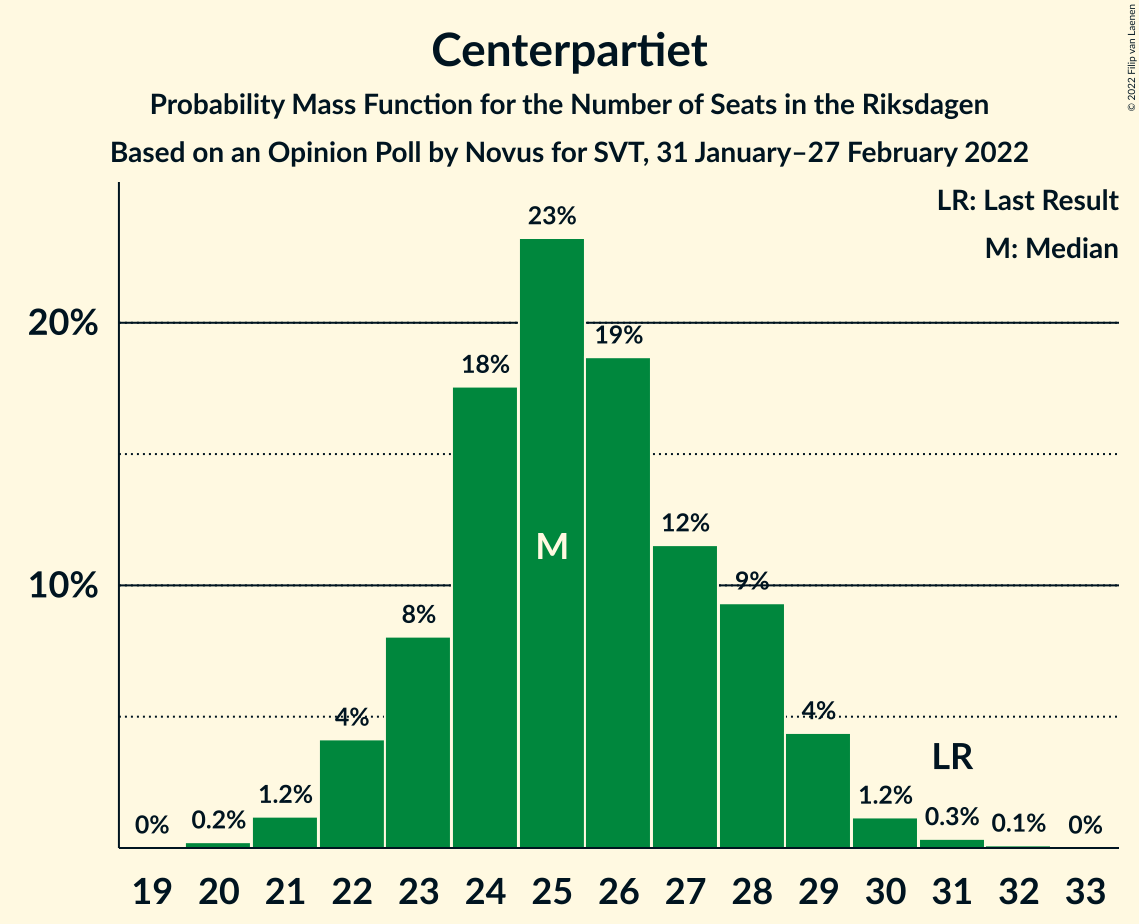 Centerpartiet
Probability Mass Function for the Number of Seats in the Riksdagen
Based on an Opinion Poll by Novus for SVT, 31 January–27 February 2022
© 2022 Filip van Laenen
LR: Last Result
M: Median
20%
10%
0%
0.2%
1.2%
4%
8%
18%
23%
19%
12%
9%
4%
1.2%
0.3%
0.1%
0%
M
LR
19 20 21 22 23 24 25 26 27 28 29 30 31 32 33